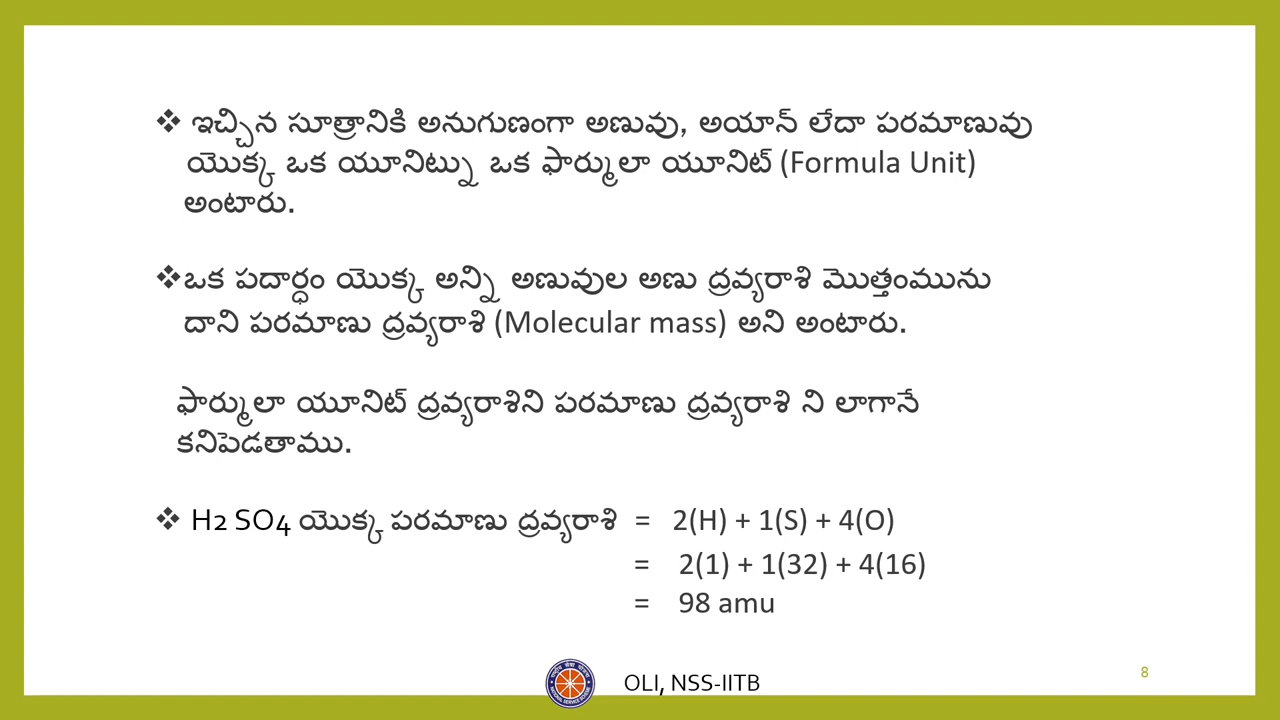 ❖ ఇచ్చిన సూత్రానికి అనుగుణంగా అణువు, అయాన్ లేదా పరమాణువు
యొక్క ఒక యూనిట్ను ఒక ఫార్ములా యూనిట్ (Formula Unit)
అంటారు.
❖ఒక పదార్ధం యొక్క అన్ని అణువుల అణు ద్రవ్యరాశి మొత్తంమును
దాని పరమాణు ద్రవ్యరాశి (Molecular mass) అని అంటారు.
ఫార్ములా యూనిట్ ద్రవ్యరాశిని పరమాణు ద్రవ్యరాశి ని లాగానే
కనిపెడతాము.
❖ H2 SO4 యొక్క పరమాణు ద్రవ్యరాశి = 2(H) + 1(S) + 4(O)
= 2(1) + 1(32) + 4(16)
= 98 amu
8
OLI, NSS-IITB